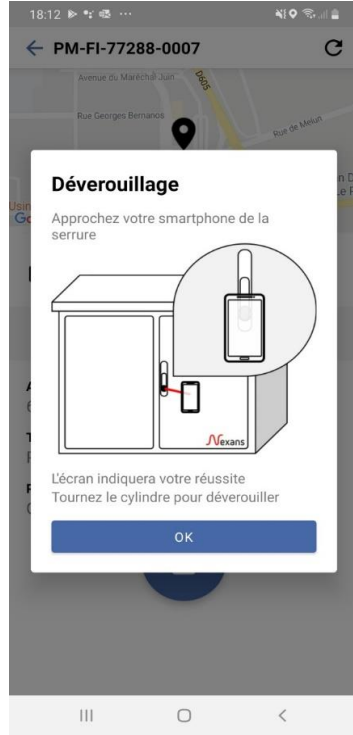 18:12
PM-FI-77288-0007
Avenue du Maréchal Juin
D605
Rue Georges Bernanos
Rue de Melun
Déverouillage
Approchez votre smartphone de la
serrure
Nexans
L'écran indiquera votre réussite
Tournez le cylindre pour déverouiller
OK